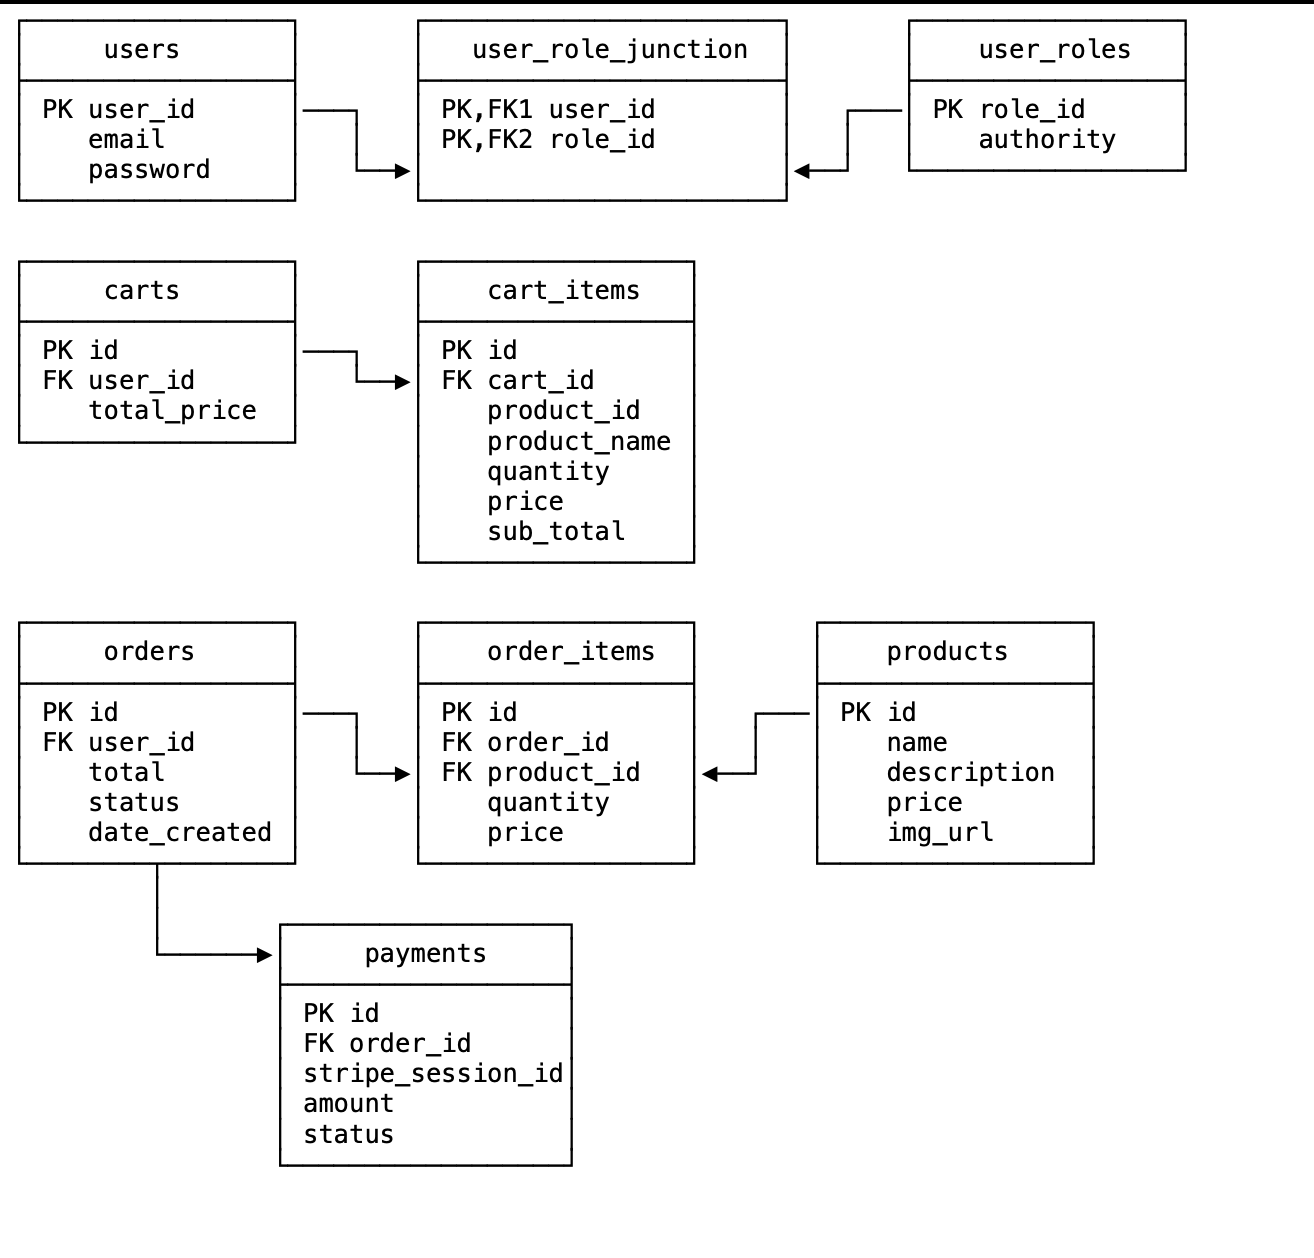 users
PK user_id
email
password
user_role_junction
PK,FK1 user_id
PK,FK2 role_id
user_roles
PK role_id
authority
carts
PK id
FK user_id
total_price
cart_items
PK id
FK cart_id
product_id
product_name
quantity
price
sub_total
orders
PK id
FK user_id
total
status
date_created
order_items
PK id
FK order_id
FK product_id
quantity
price
products
PK id
name
description
price
img_url
payments
PK id
FK order_id
stripe_session_id
amount
status